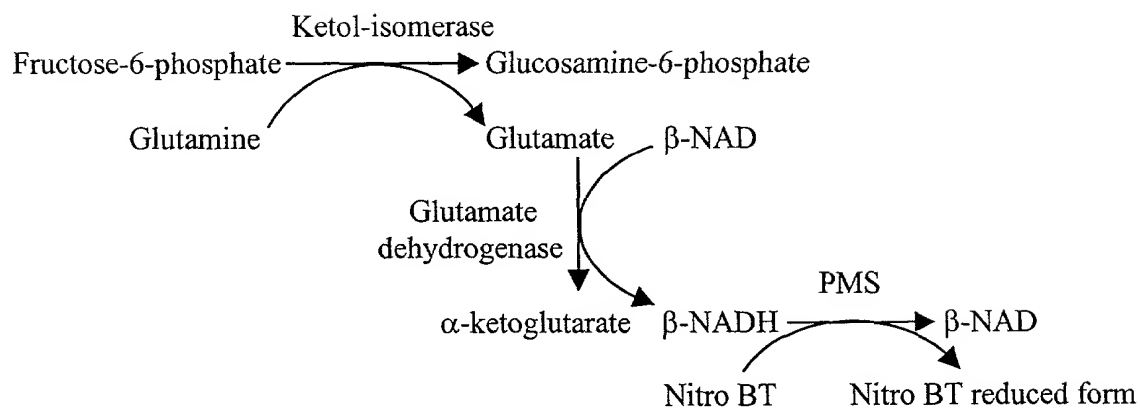 Ketol-isomerase
Fructose-6-phosphate Glucosamine-6-phosphate
Glutamine Glutamate β-NAD
Glutamate
dehydrogenase
PMS
α-ketoglutarate β-NADH β-NAD
Nitro BT Nitro BT reduced form